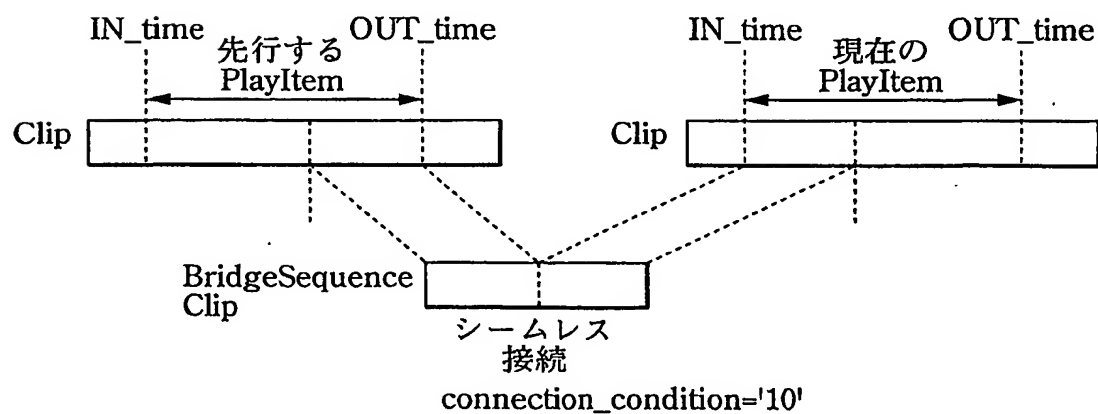 IN_time
先行する
PlayItem
OUT_time
IN_time
現在の
PlayItem
OUT_time
Clip
Clip
BridgeSequence
Clip
シームレス
接続
connection_condition='10'